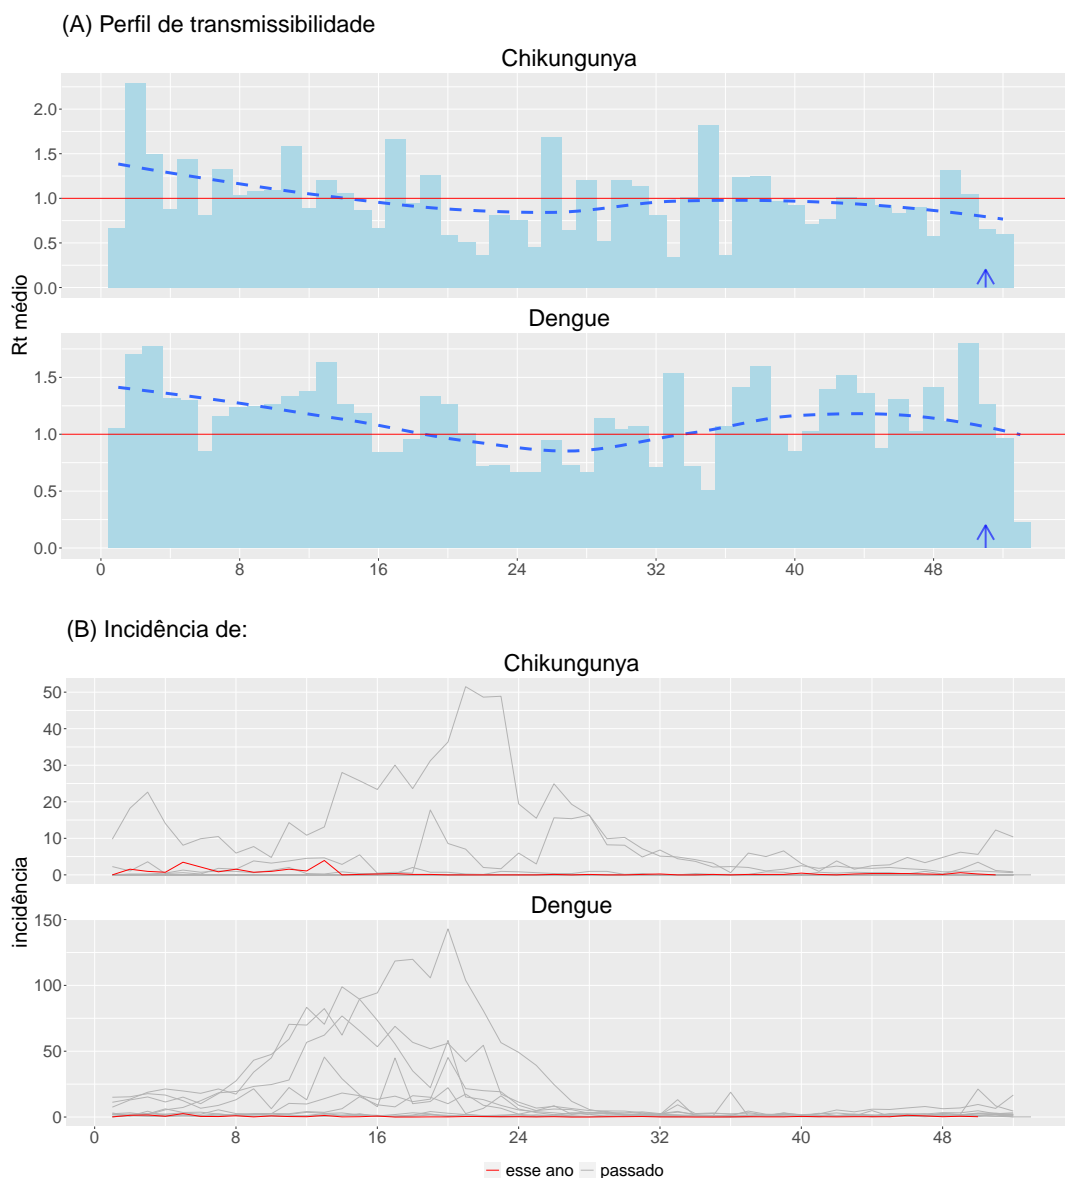 (A) Perfil de transmissibilidade
Chikungunya
2.0
1.5
1.0
0.5
0.0
Rt médio
Dengue
1.5
1.0
0.5
0.0
0 8 16 24 32 40 48
(B) Incidência de:
Chikungunya
50
40
30
20
10
0
incidência
Dengue
150
100
50
0
0 8 16 24 32 40 48
esse ano passado